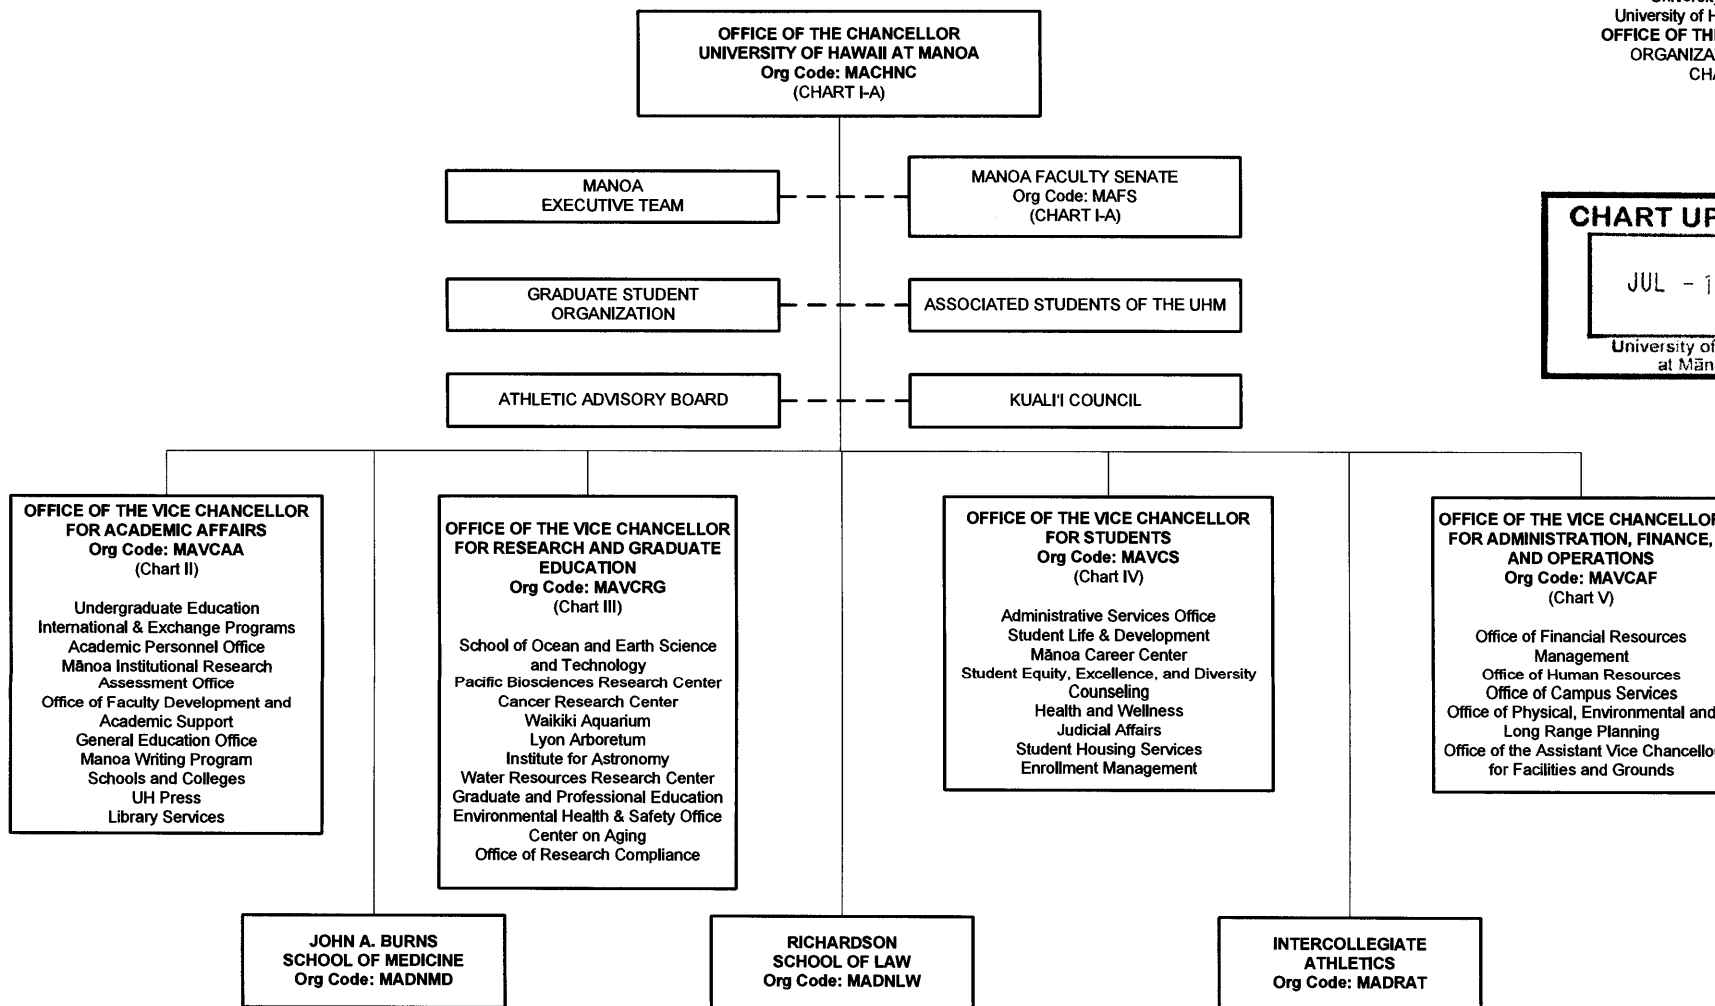 OFFICE OF THE CHANCELLOR
UNIVERSITY OF HAWAII AT MANOA
Org Code: MACHNC
(CHART I-A)
University of H
OFFICE OF THE
MANOA
EXECUTIVE TEAM
MANOA FACULTY SENATE
Org Code: MAFS
(CHART I-A)
CHART UP
JUL - 1
University of
at Mān
GRADUATE STUDENT
ORGANIZATION
ASSOCIATED STUDENTS OF THE UHM
ATHLETIC ADVISORY BOARD
KUALI'I COUNCIL
OFFICE OF THE VICE CHANCELLOR
FOR ACADEMIC AFFAIRS
Org Code: MAVCAA
(Chart II)
Undergraduate Education
International & Exchange Programs
Academic Personnel Office
Mānoa Institutional Research
Assessment Office
Office of Faculty Development and
Academic Support
General Education Office
Manoa Writing Program
Schools and Colleges
UH Press
Library Services
OFFICE OF THE VICE CHANCELLOR
FOR RESEARCH AND GRADUATE
EDUCATION
Org Code: MAVCRG
(Chart III)
School of Ocean and Earth Science
and Technology
Pacific Biosciences Research Center
Cancer Research Center
Waikiki Aquarium
Lyon Arboretum
Institute for Astronomy
Water Resources Research Center
Graduate and Professional Education
Environmental Health & Safety Office
Center on Aging
Office of Research Compliance
OFFICE OF THE VICE CHANCELLOR
FOR STUDENTS
Org Code: MAVCS
(Chart IV)
Administrative Services Office
Student Life & Development
Mānoa Career Center
Student Equity, Excellence, and Diversity
Counseling
Health and Wellness
Judicial Affairs
Student Housing Services
Enrollment Management
OFFICE OF THE VICE CHANCELLOR
FOR ADMINISTRATION, FINANCE,
AND OPERATIONS
Org Code: MAVCAF
(Chart V)
Office of Financial Resources
Management
Office of Human Resources
Office of Campus Services
Office of Physical, Environmental and
Long Range Planning
Office of the Assistant Vice Chancellor
for Facilities and Grounds
JOHN A. BURNS
SCHOOL OF MEDICINE
Org Code: MADNMD
RICHARDSON
SCHOOL OF LAW
Org Code: MADNLW
INTERCOLLEGIATE
ATHLETICS
Org Code: MADRAT